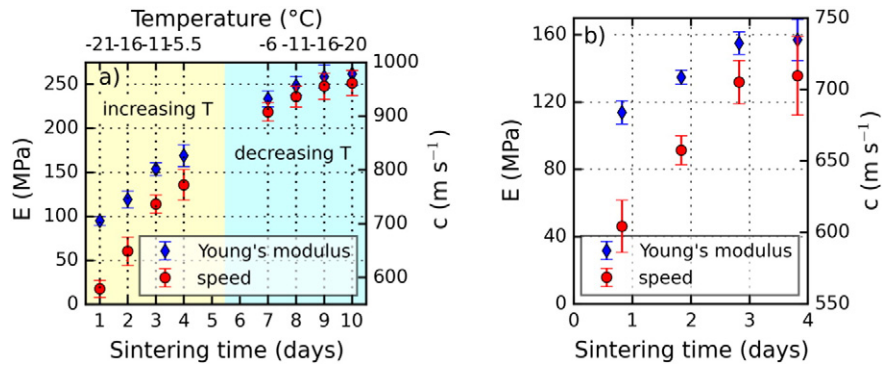 Temperature (°C)
-21-16-11-5.5 -6 -11-16-20
a)
increasing T
decreasing T
250
200
150
100
50
0
E (MPa)
1000
900
800
700
600
c (m s⁻¹)
Young's modulus
speed
1 2 3 4 5 6 7 8 9 10
Sintering time (days)
b)
160
120
80
40
0
E (MPa)
750
700
650
600
550
c (m s⁻¹)
Young's modulus
speed
0 1 2 3 4
Sintering time (days)